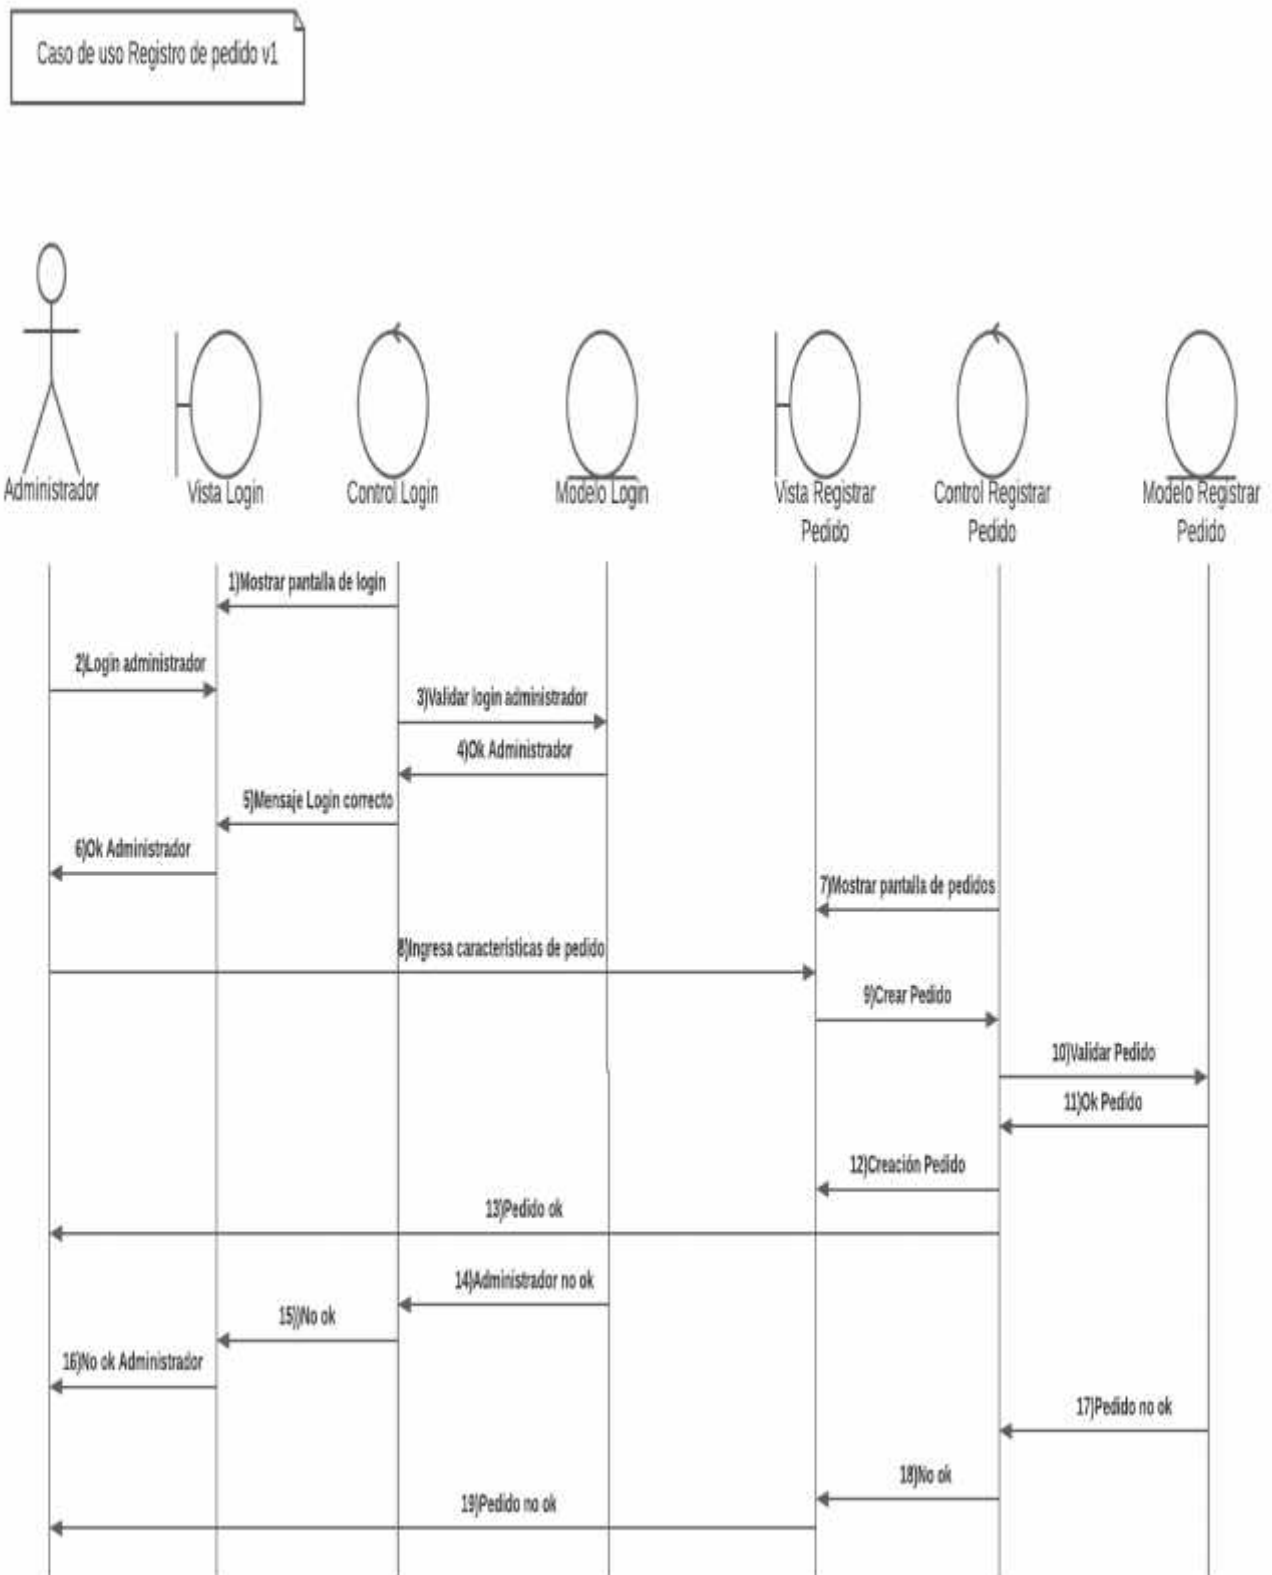 Caso de uso Registro de pedido v1
Administrador
Vista Login
Control Login
Modelo Login
Vista Registrar
Pedido
Control Registrar
Pedido
Modelo Registrar
Pedido
1)Mostrar pantalla de login
2)Login administrador
3)Validar login administrador
4)Ok Administrador
5)Mensaje Login correcto
6)Ok Administrador
7)Mostrar pantalla de pedidos
8)Ingresa características de pedido
9)Crear Pedido
10)Validar Pedido
11)Ok Pedido
12)Creación Pedido
13)Pedido ok
14)Administrador no ok
15))No ok
16)No ok Administrador
17)Pedido no ok
18)No ok
19)Pedido no ok